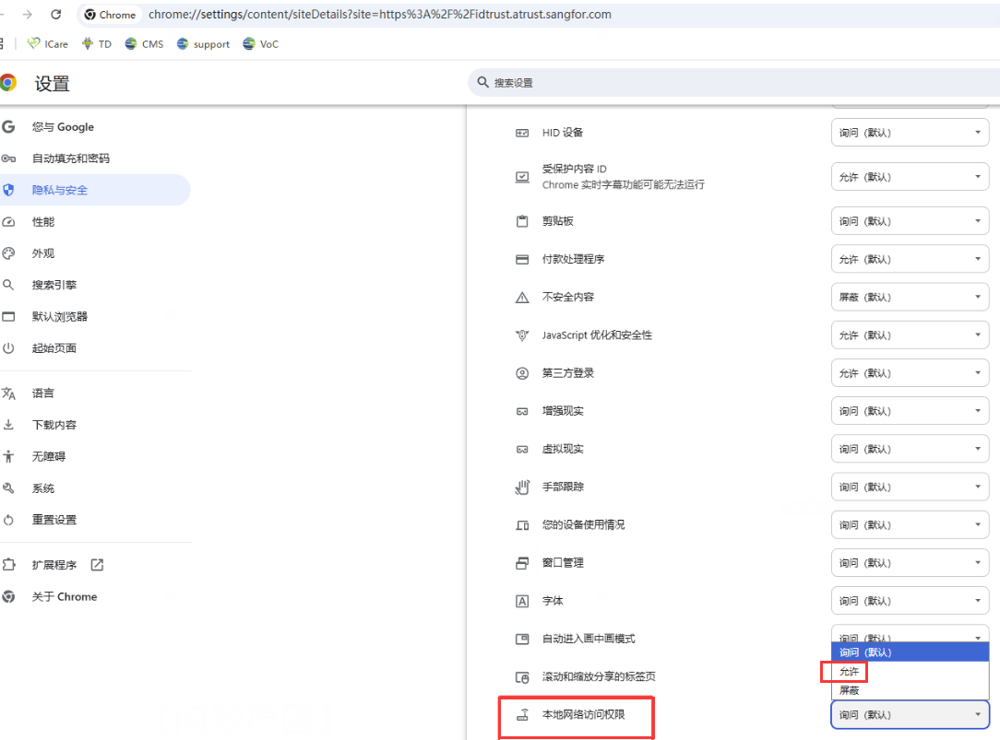 Chrome
chrome://settings/content/siteDetails?site=https%3A%2F%2Fidtrust.atrust.sangfor.com
ICare
TD
CMS
support
VoC
设置
搜索设置
您与 Google
自动填充和密码
隐私与安全
性能
外观
搜索引擎
默认浏览器
起始页面
语言
下载内容
无障碍
系统
重置设置
扩展程序
关于 Chrome
HID 设备
询问（默认）
受保护内容 ID
Chrome 实时字幕功能可能无法运行
允许（默认）
剪贴板
询问（默认）
付款处理程序
允许（默认）
不安全内容
屏蔽（默认）
JavaScript 优化和安全性
允许（默认）
第三方登录
允许（默认）
增强现实
询问（默认）
虚拟现实
询问（默认）
手部跟踪
询问（默认）
您的设备使用情况
询问（默认）
窗口管理
询问（默认）
字体
询问（默认）
自动进入画中画模式
询问（默认）
询问（默认）
滚动和缩放分享的标签页
允许
屏蔽
本地网络访问权限
询问（默认）